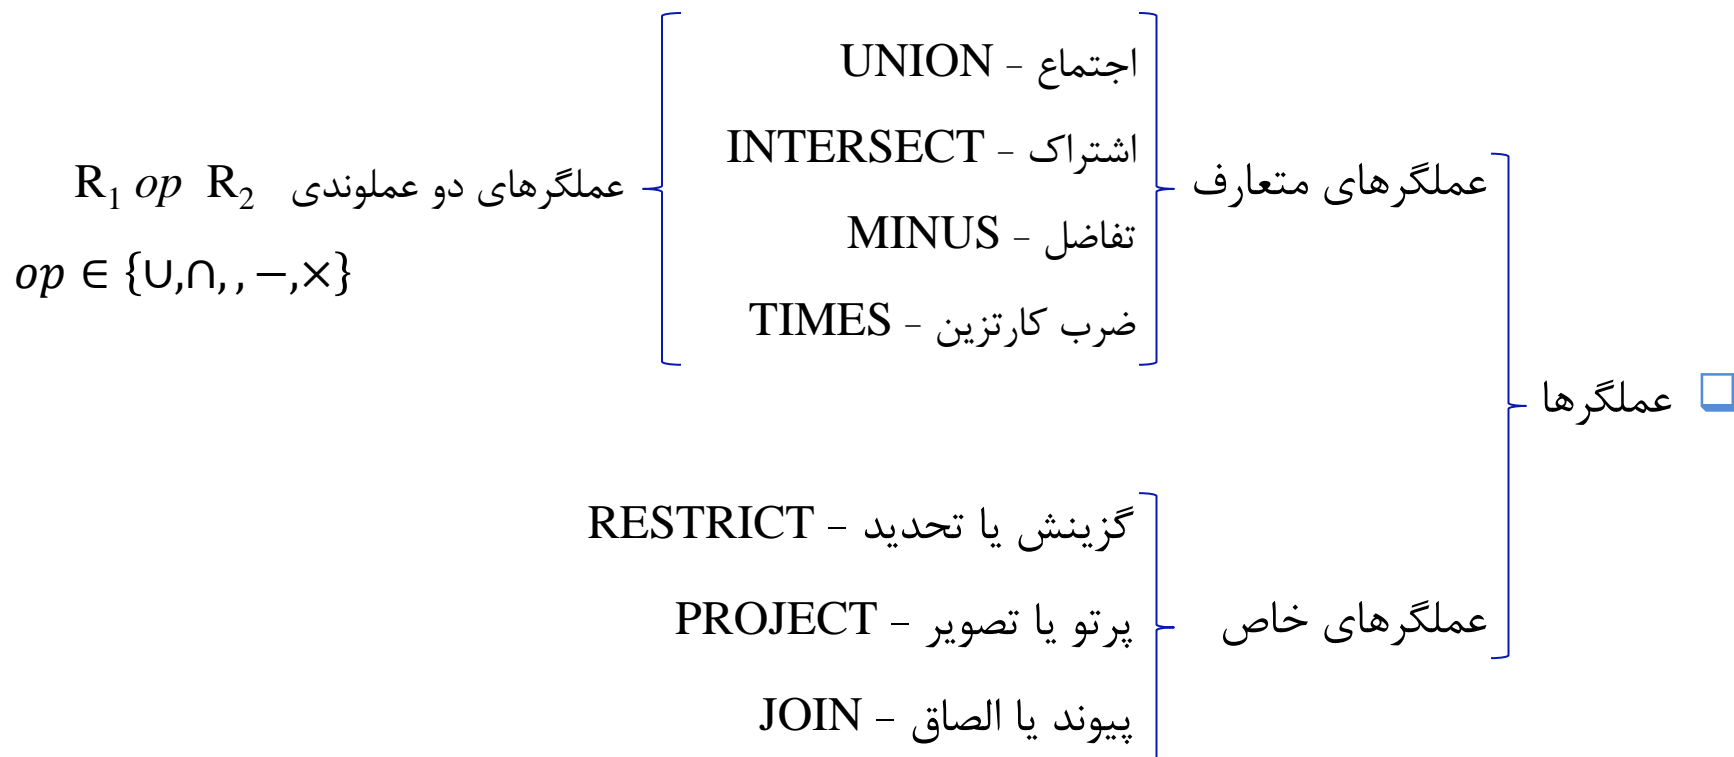 عملگرها
عملگرهای متعارف
اجتماع – UNION
اشتراک – INTERSECT
تفاضل – MINUS
ضرب کارتزین – TIMES
عملگرهای دو عملوندی R₁ op R₂
op ∈ {∪,∩, , −,×}
عملگرهای خاص
گزینش یا تحدید – RESTRICT
پرتو یا تصویر – PROJECT
پیوند یا الصاق – JOIN